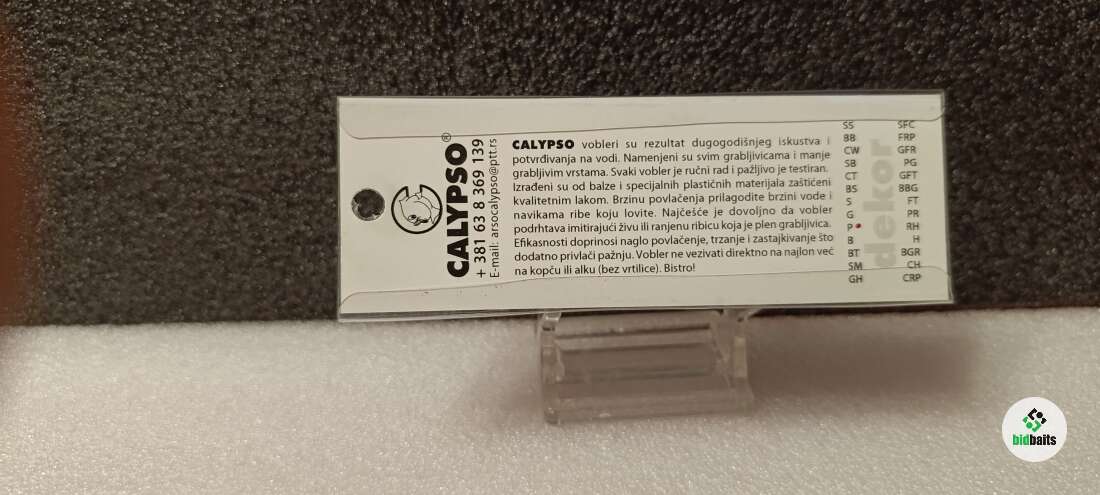 CALYPSO®
+ 381 63 8 369 139
E-mail: arsocalypso@ptt.rs
CALYPSO vobleri su rezultat dugogodišnjeg iskustva i
potvrđivanja na vodi. Namenjeni su svim grabljivicama i manje
grabljivim vrstama. Svaki vobler je ručni rad i pažljivo je testiran.
Izrađeni su od balze i specijalnih plastičnih materijala zaštićeni
kvalitetnim lakom. Brzinu povlačenja prilagodite brzini vode i
navikama ribe koju lovite. Najčešće je dovoljno da vobler
podrhtava imitirajući živu ili ranjenu ribicu koja je plen grabljivica.
Efikasnosti doprinosi naglo povlačenje, trzanje i zastajkivanje što
dodatno privlači pažnju. Vobler ne vezivati direktno na najlon već
na kopču ili alku (bez vrtilice). Bistro!
SS
BB
CW
SB
CT
BS
S
G
P
B
BT
SM
GH
dekor
SFC
FRP
GFR
PG
GFT
BBG
FT
PR
RH
H
BGR
CH
CRP
bidbaits